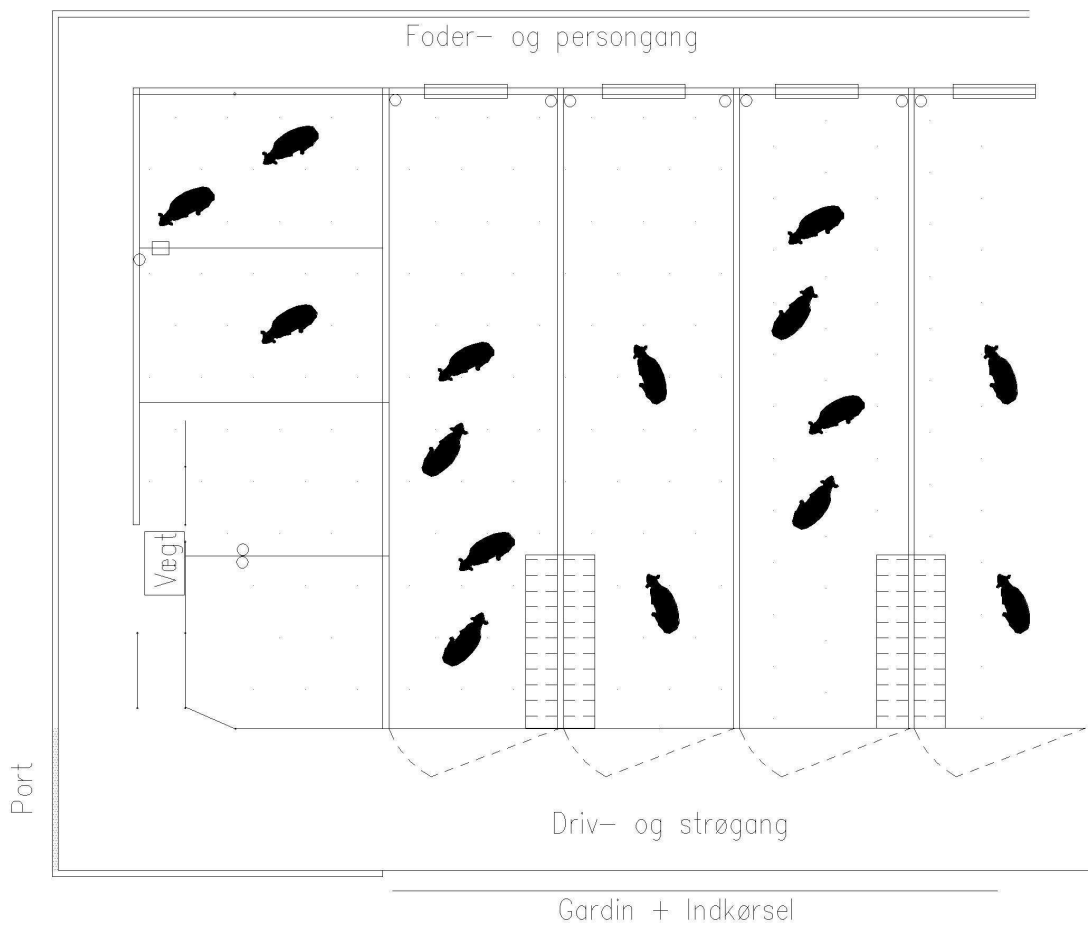 Foder- og persongang
Vægt
Port
Driv- og strøgang
Gardin + Indkørsel